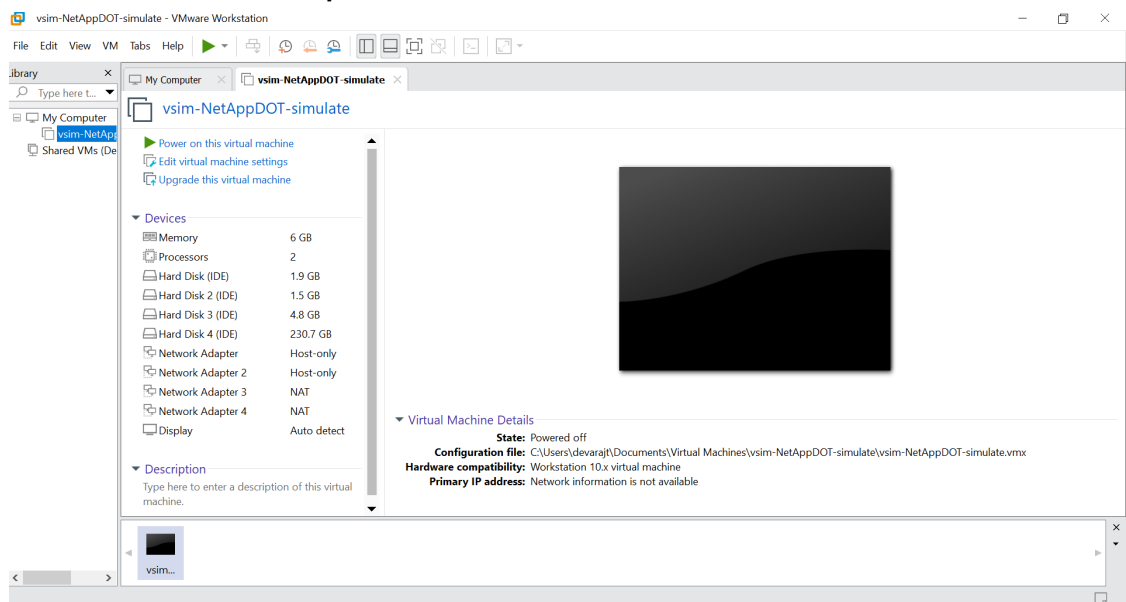 vsim-NetAppDOT-simulate - VMware Workstation
File Edit View VM Tabs Help
Library
Type here t...
My Computer
vsim-NetApp
Shared VMs (De
My Computer
vsim-NetAppDOT-simulate
vsim-NetAppDOT-simulate
Power on this virtual machine
Edit virtual machine settings
Upgrade this virtual machine
Devices
Memory 6 GB
Processors 2
Hard Disk (IDE) 1.9 GB
Hard Disk 2 (IDE) 1.5 GB
Hard Disk 3 (IDE) 4.8 GB
Hard Disk 4 (IDE) 230.7 GB
Network Adapter Host-only
Network Adapter 2 Host-only
Network Adapter 3 NAT
Network Adapter 4 NAT
Display Auto detect
Description
Type here to enter a description of this virtual
machine.
Virtual Machine Details
State: Powered off
Configuration file: C:\Users\devarajt\Documents\Virtual Machines\vsim-NetAppDOT-simulate\vsim-NetAppDOT-simulate.vmx
Hardware compatibility: Workstation 10.x virtual machine
Primary IP address: Network information is not available
vsim...